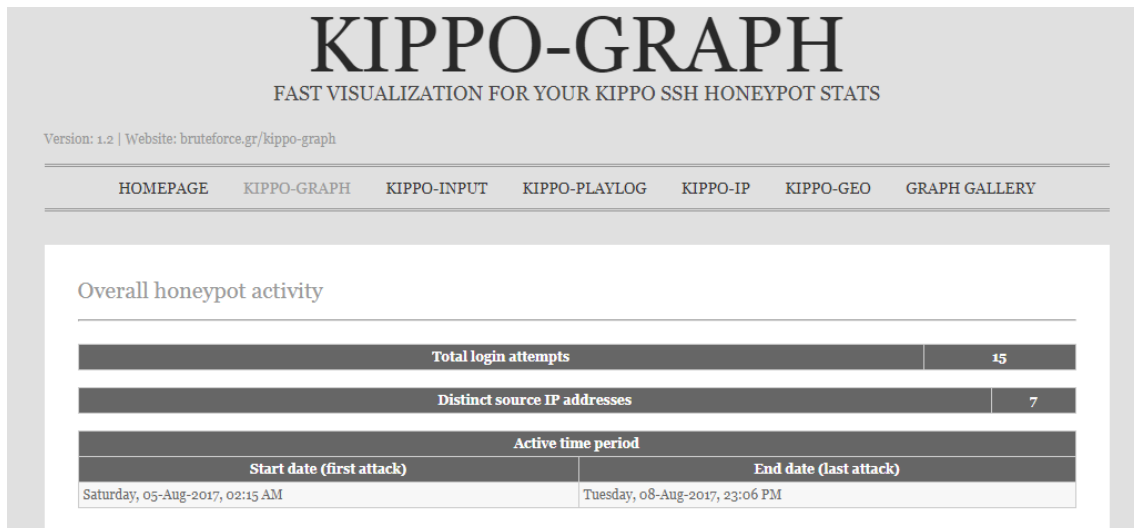 KIPPO-GRAPH
FAST VISUALIZATION FOR YOUR KIPPO SSH HONEYPOT STATS
Version: 1.2 | Website: bruteforce.gr/kippo-graph
HOMEPAGE KIPPO-GRAPH KIPPO-INPUT KIPPO-PLAYLOG KIPPO-IP KIPPO-GEO GRAPH GALLERY
Overall honeypot activity
Total login attempts 15
Distinct source IP addresses 7
Active time period
Start date (first attack) End date (last attack)
Saturday, 05-Aug-2017, 02:15 AM Tuesday, 08-Aug-2017, 23:06 PM